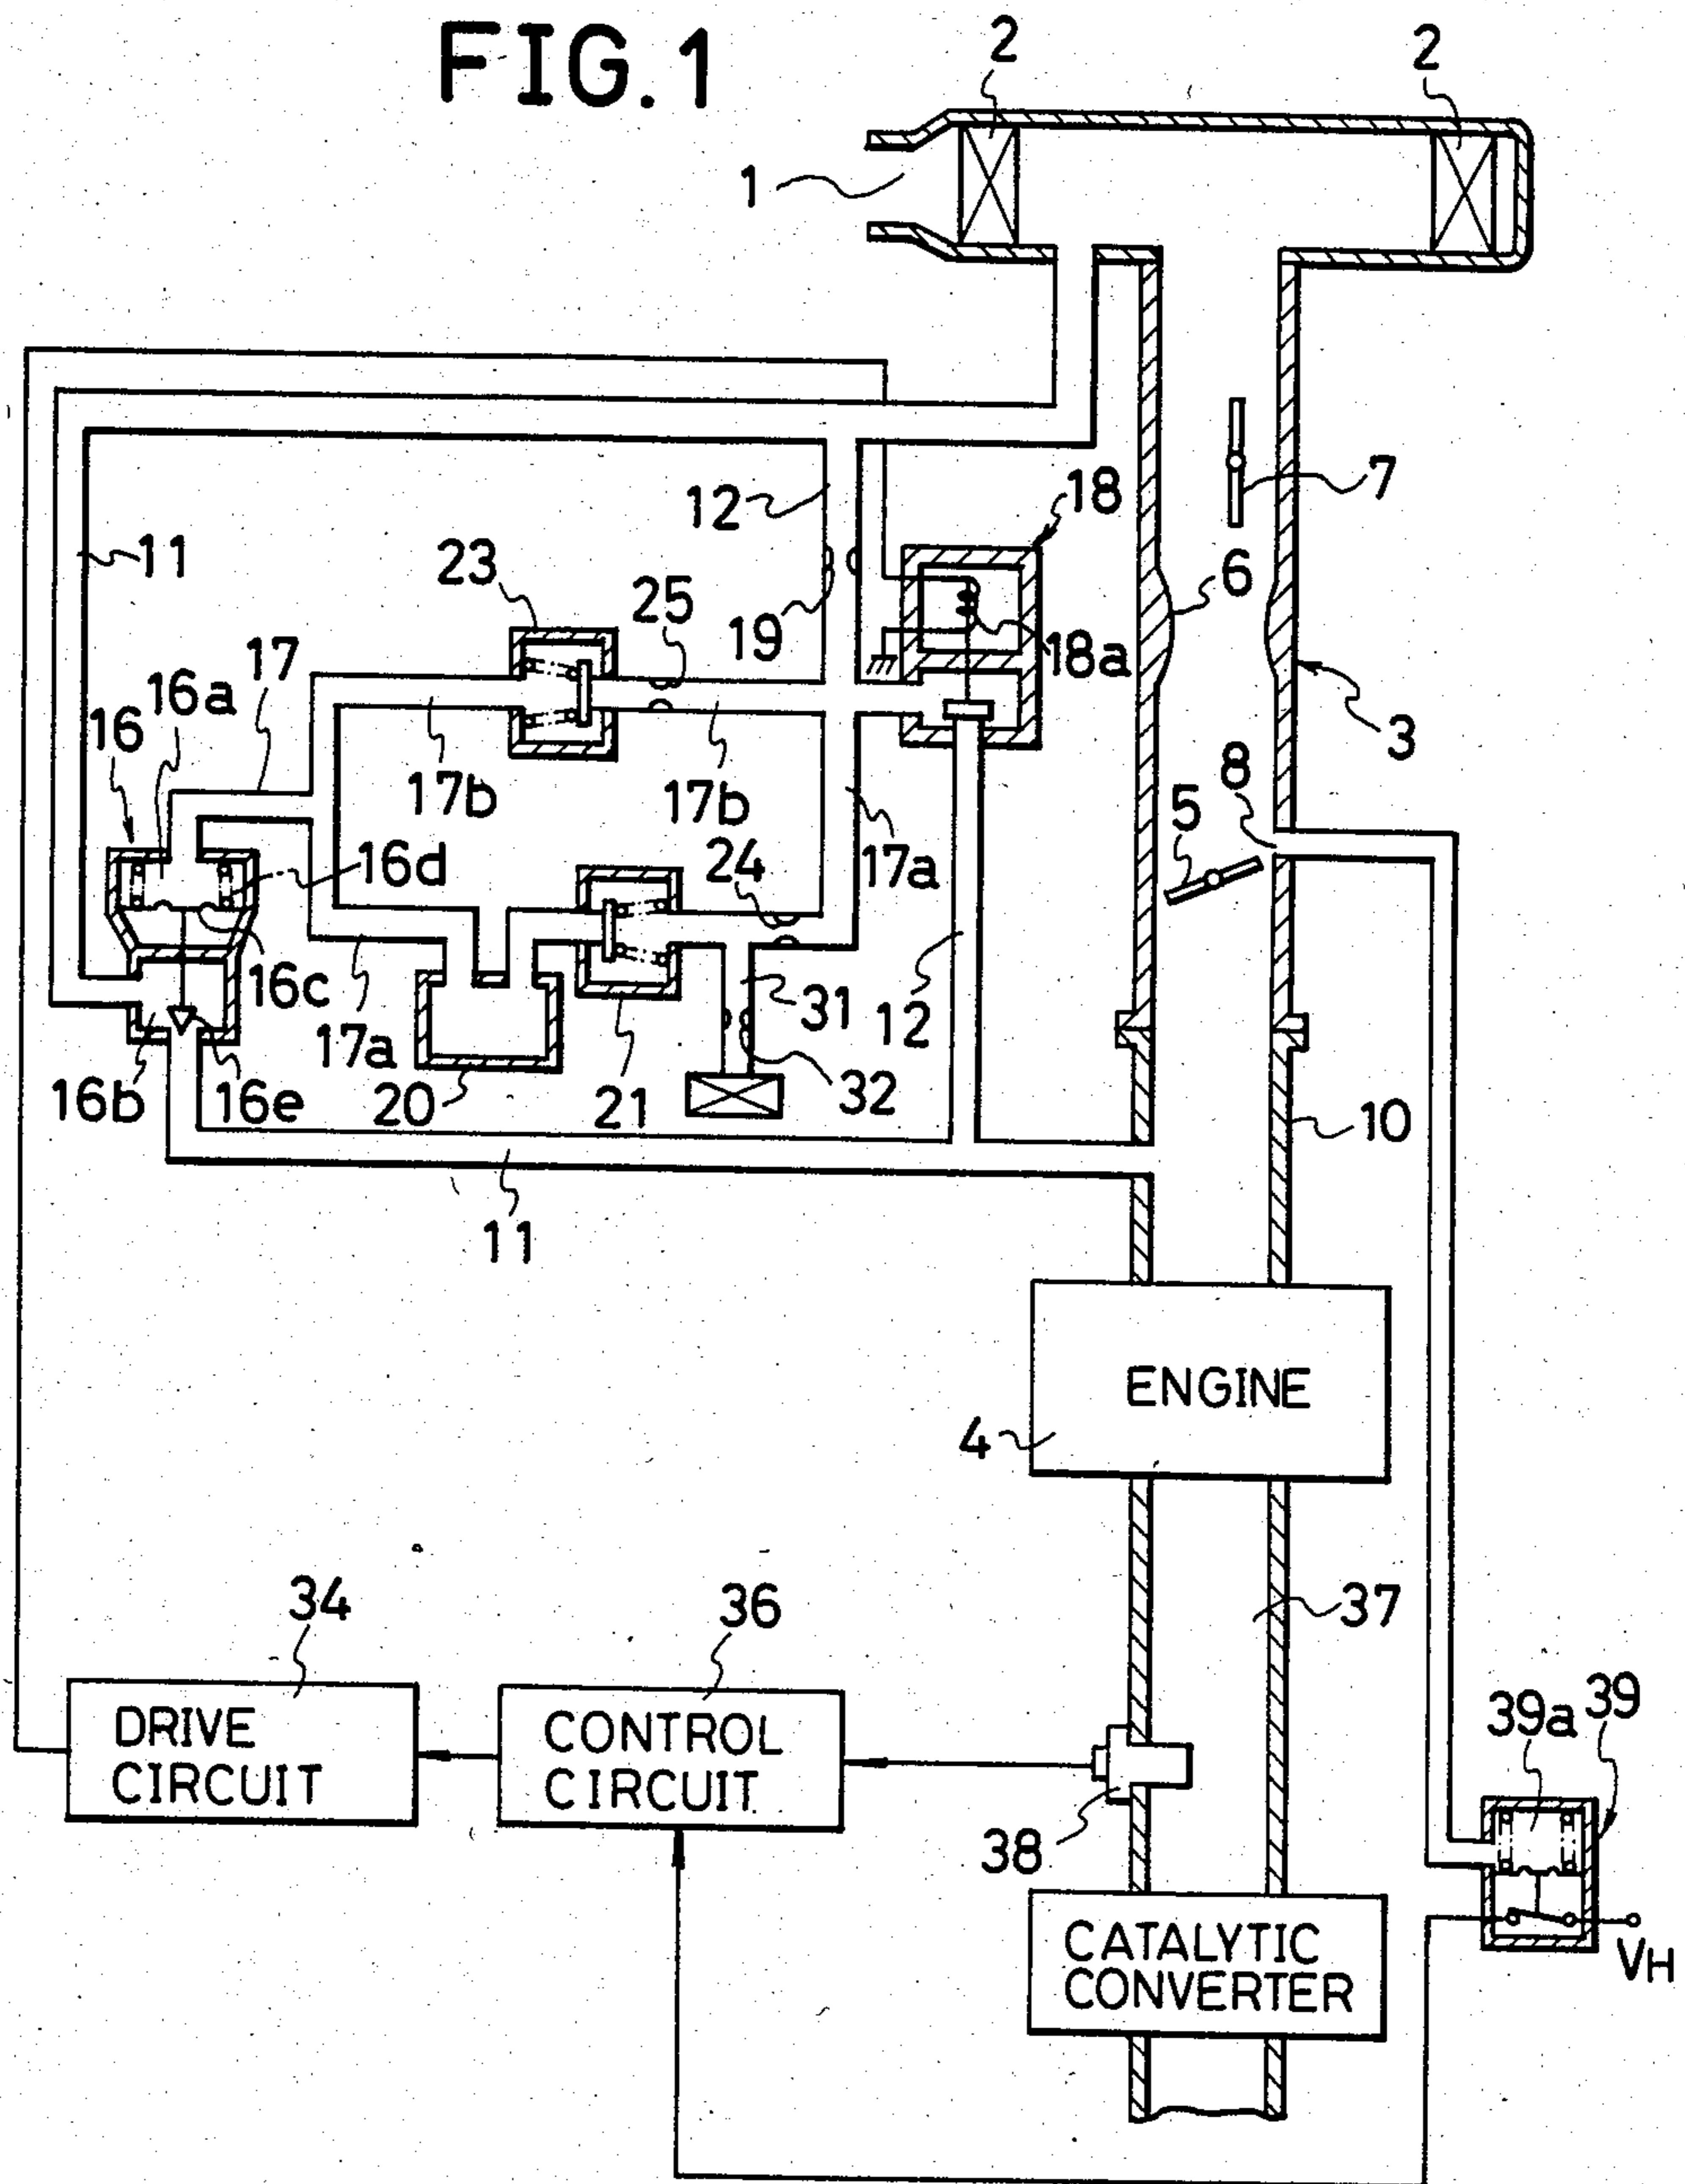 FIG. 1
2
2
1
12
18
7
11
23
25
19
6
18a
17
16a
16
3
17b
17b
8
5
16d
24
17a
16c
31
12
17a
16b
16e
20
21
32
10
11
ENGINE
4
34
36
37
39a
39
DRIVE
CIRCUIT
CONTROL
CIRCUIT
38
CATALYTIC
CONVERTER
VH